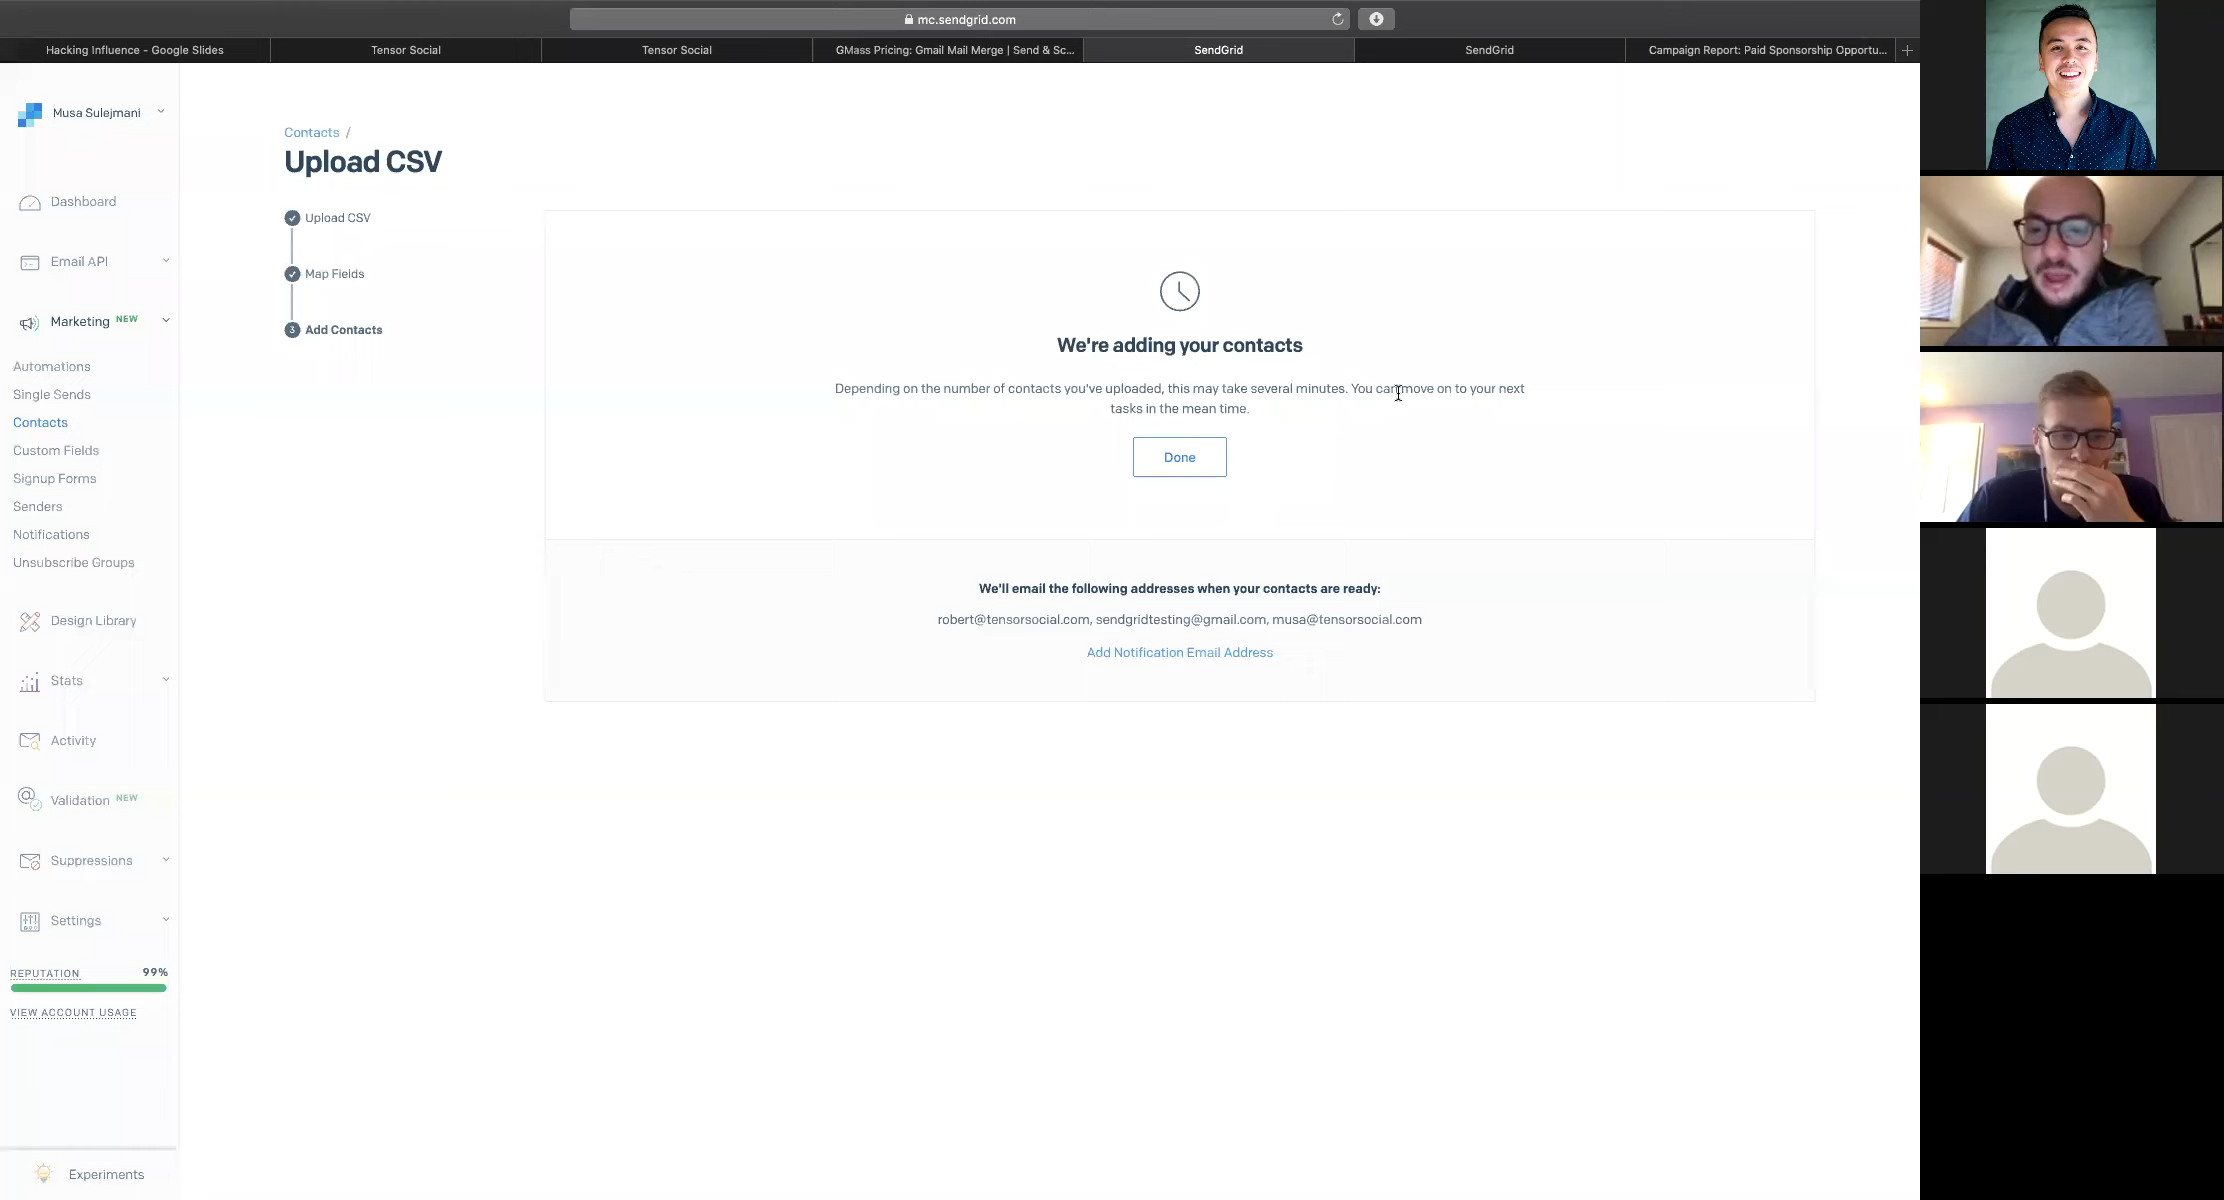 mc.sendgrid.com
Hacking Influence - Google Slides
Tensor Social
Tensor Social
GMass Pricing: Gmail Mail Merge | Send & Sc...
SendGrid
SendGrid
Campaign Report: Paid Sponsorship Opportu...
Musa Sulejmani
Dashboard
Email API
Marketing NEW
Automations
Single Sends
Contacts
Custom Fields
Signup Forms
Senders
Notifications
Unsubscribe Groups
Design Library
Stats
Activity
Validation NEW
Suppressions
Settings
REPUTATION 99%
VIEW ACCOUNT USAGE
Experiments
Contacts /
Upload CSV
Upload CSV
Map Fields
3 Add Contacts
We're adding your contacts
Depending on the number of contacts you've uploaded, this may take several minutes. You can move on to your next
tasks in the mean time.
Done
We'll email the following addresses when your contacts are ready:
robert@tensorsocial.com, sendgridtesting@gmail.com, musa@tensorsocial.com
Add Notification Email Address